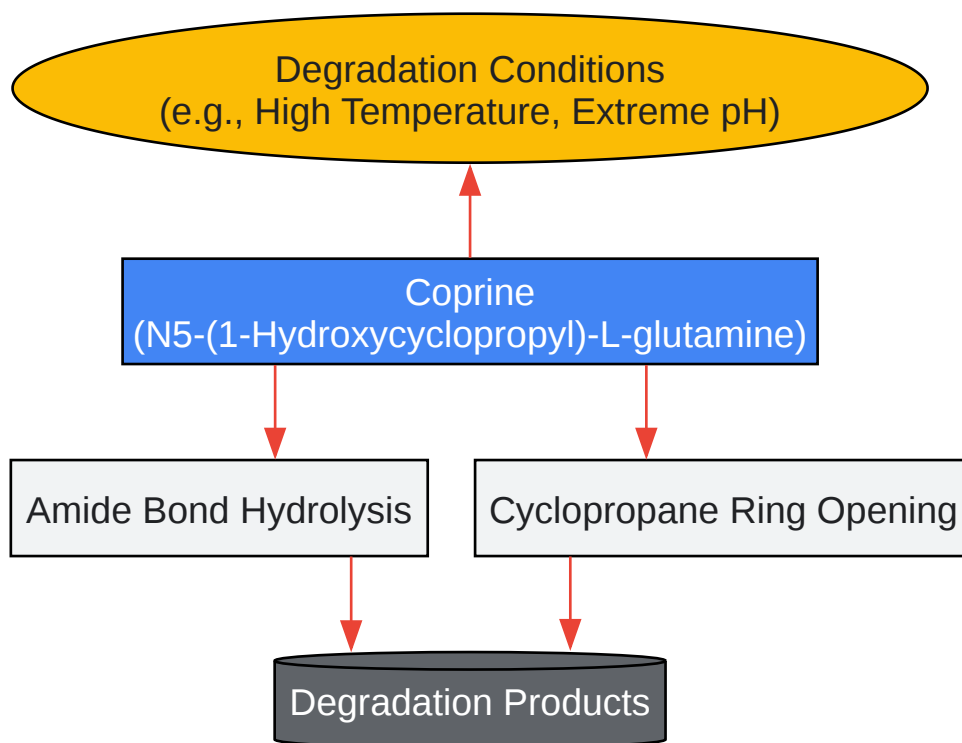 Degradation Conditions
(e.g., High Temperature, Extreme pH)
Coprine
(N5-(1-Hydroxycyclopropyl)-L-glutamine)
Amide Bond Hydrolysis
Cyclopropane Ring Opening
Degradation Products